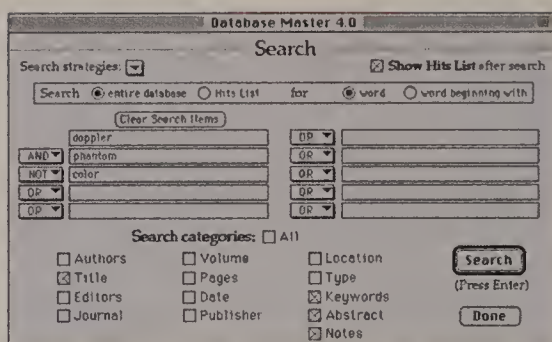 Database Master 4.0
Search
Search strategies:
Show Hits List after search
Search entire database Hits List for word word beginning with
Clear Search Items
doppler OR
AND phantom OR
NOT color OR
OR OR
OR OR
Search categories: All
Authors Volume Location
Title Pages Type
Editors Date Keywords
Journal Publisher Abstract
Notes
Search
(Press Enter)
Done